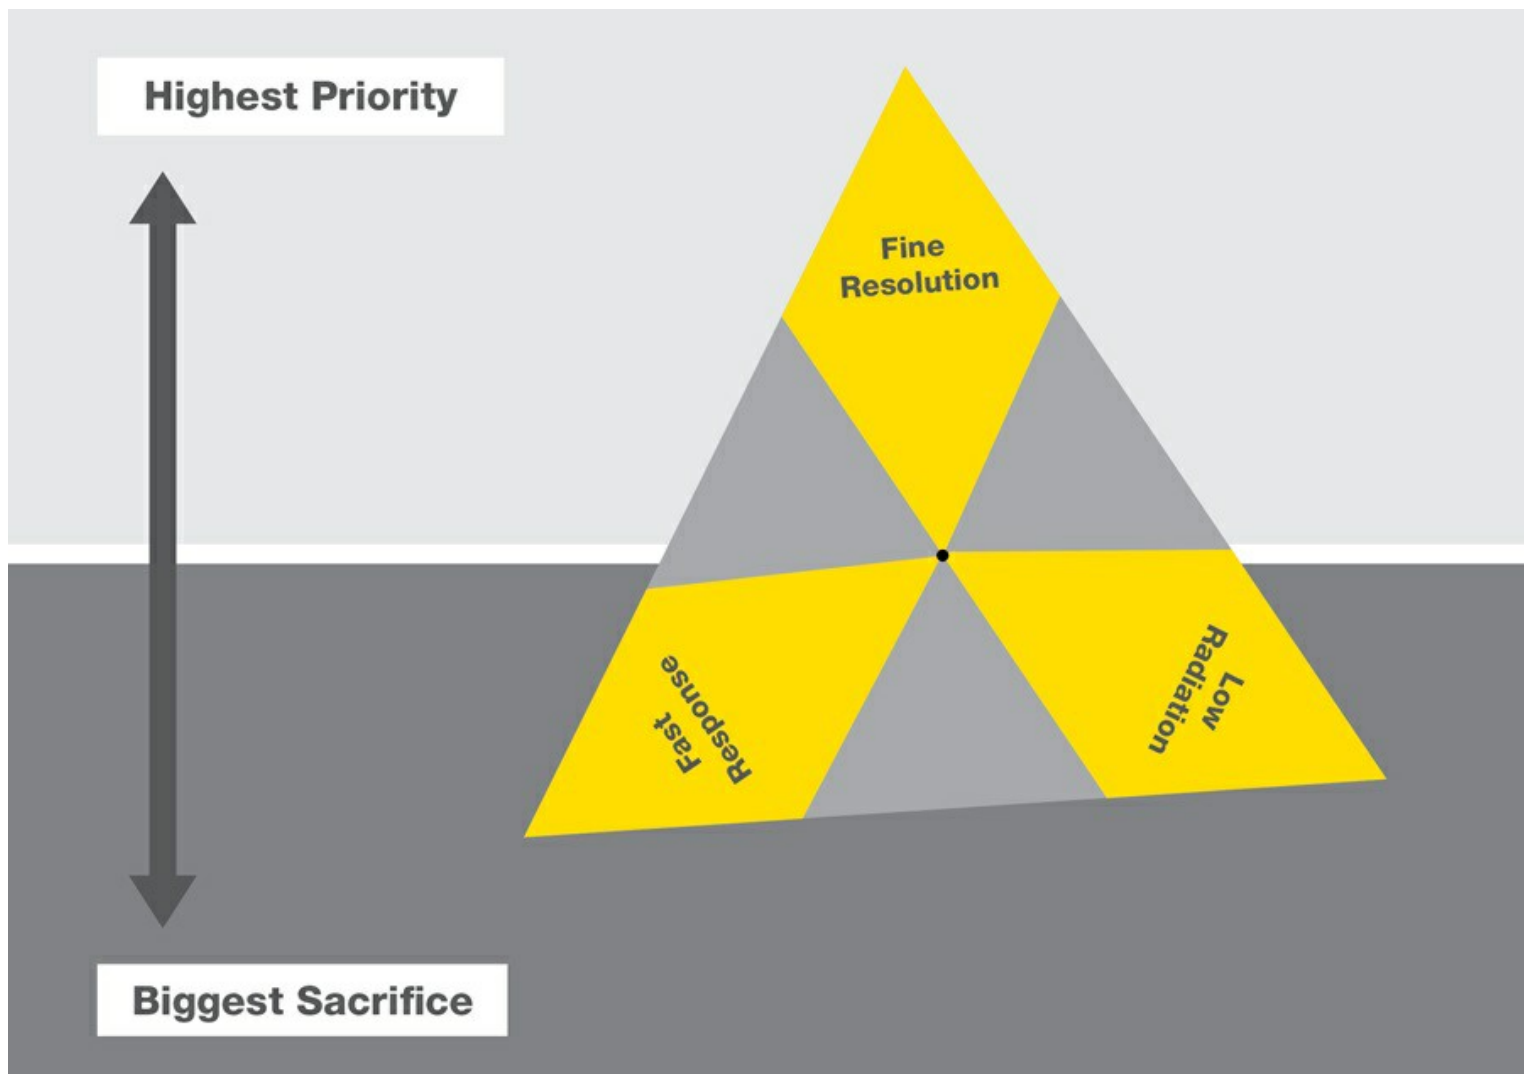 Highest Priority
Fine
Resolution
Fast
Response
Low
Radiation
Biggest Sacrifice